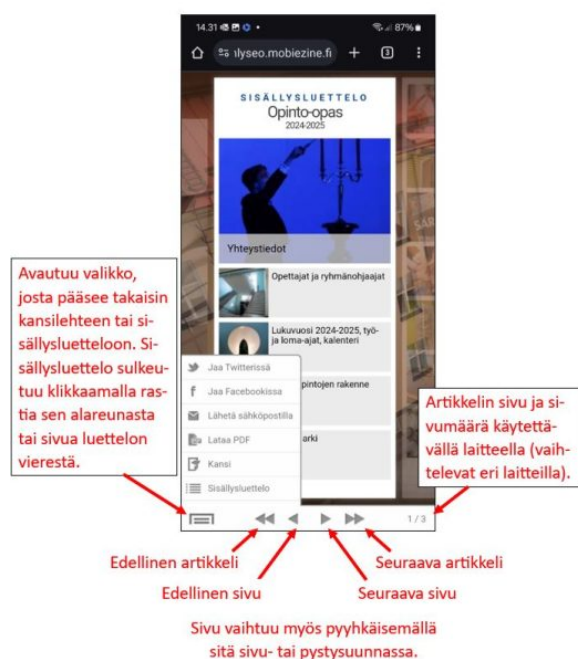 14.31
87%
lyseo.mobiezine.fi
3
SISÄLLYSLUETTELO
Opinto-opas
2024-2025
Yhteystiedot
Opettajat ja ryhmänohjaajat
Lukuvuosi 2024-2025, työ-
ja loma-ajat, kalenteri
pintojen rakenne
arki
Jaa Twitterissä
Jaa Facebookissa
Lähetä sähköpostilla
Lataa PDF
Kansi
Sisällysluettelo
1 / 3
Avautuu valikko,
josta pääsee takaisin
kansilehteen tai si-
sällysluetteloon. Si-
sällysluettelo sulkeu-
tuu klikkaamalla ras-
tia sen alareunasta
tai sivua luettelon
vierestä.
Artikkelin sivu ja si-
vumäärä käytettä-
vällä laitteella (vaih-
televat eri laitteilla).
Edellinen artikkeli
Seuraava artikkeli
Edellinen sivu
Seuraava sivu
Sivu vaihtuu myös pyyhkäisemällä
sitä sivu- tai pystysuunnassa.